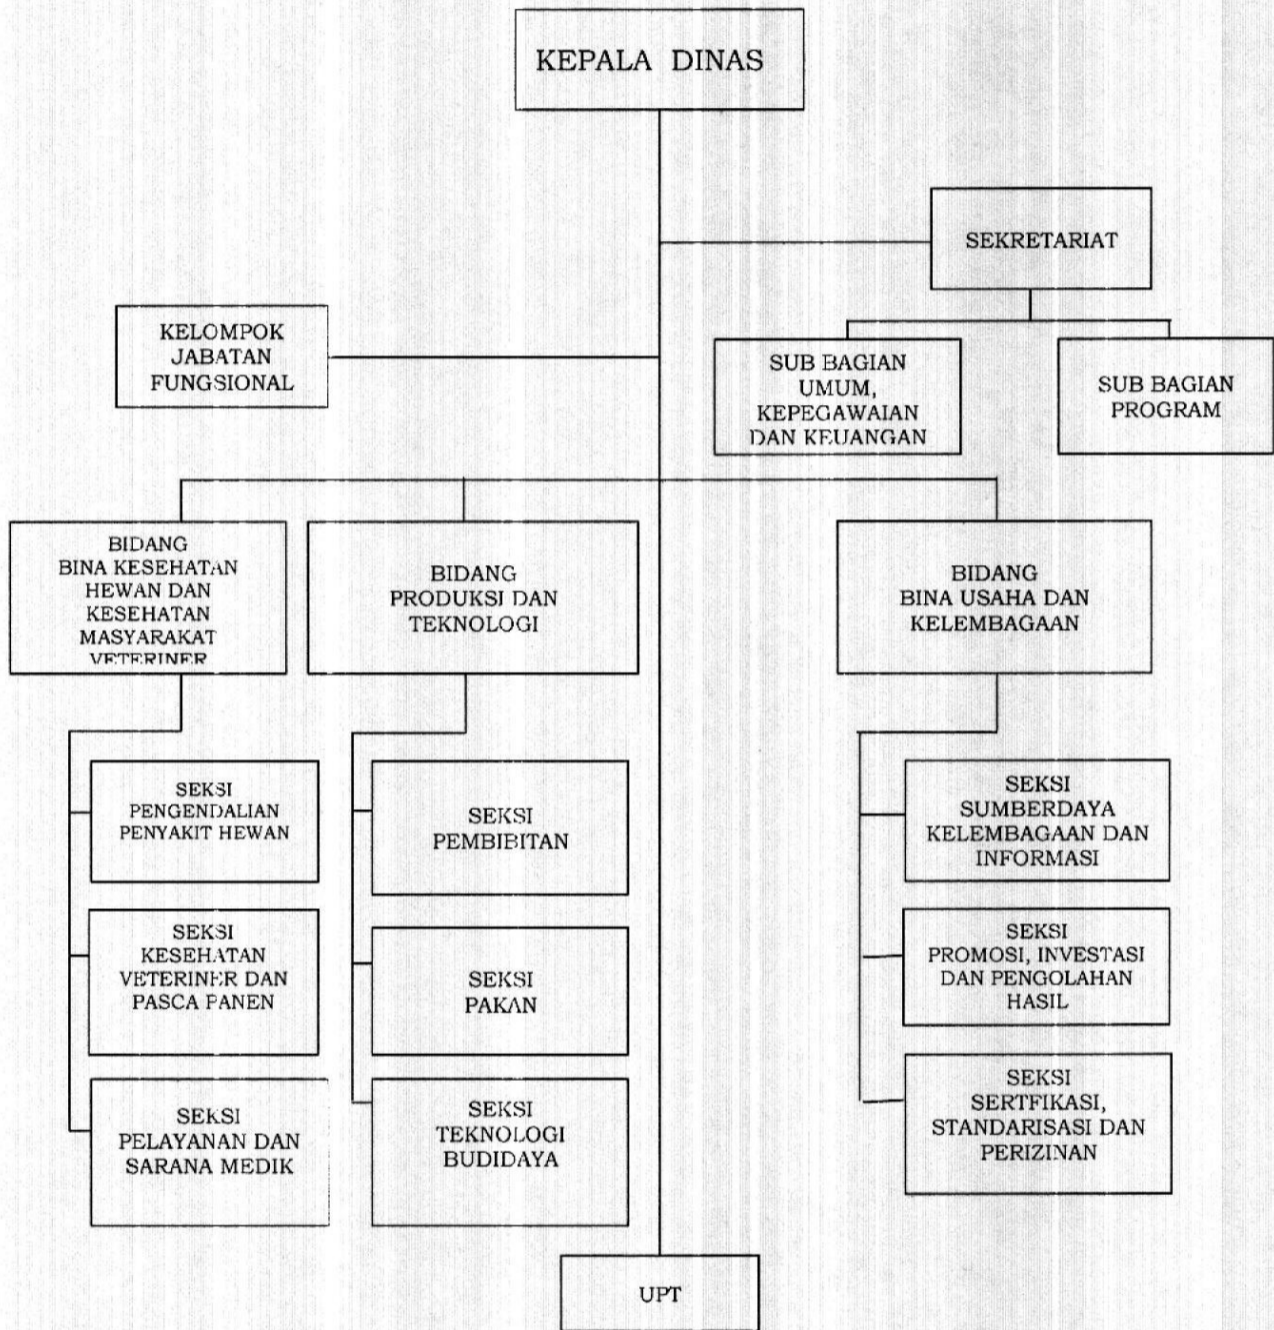 KEPALA DINAS
SEKRETARIAT
KELOMPOK
JABATAN
FUNGSIONAL
SUB BAGIAN
UMUM,
KEPEGAWAIAN
DAN KEUANGAN
SUB BAGIAN
PROGRAM
BIDANG
BINA KESEHATAN
HEWAN DAN
KESEHATAN
MASYARAKAT
VETERINER
BIDANG
PRODUKSI DAN
TEKNOLOGI
BIDANG
BINA USAHA DAN
KELEMBAGAAN
SEKSI
PENGENDALIAN
PENYAKIT HEWAN
SEKSI
KESEHATAN
VETERINER DAN
PASCA PANEN
SEKSI
PELAYANAN DAN
SARANA MEDIK
SEKSI
PEMBIBITAN
SEKSI
PAKAN
SEKSI
TEKNOLOGI
BUDIDAYA
SEKSI
SUMBERDAYA
KELEMBAGAAN DAN
INFORMASI
SEKSI
PROMOSI, INVESTASI
DAN PENGOLAHAN
HASIL
SEKSI
SERTFIKASI,
STANDARISASI DAN
PERIZINAN
UPT